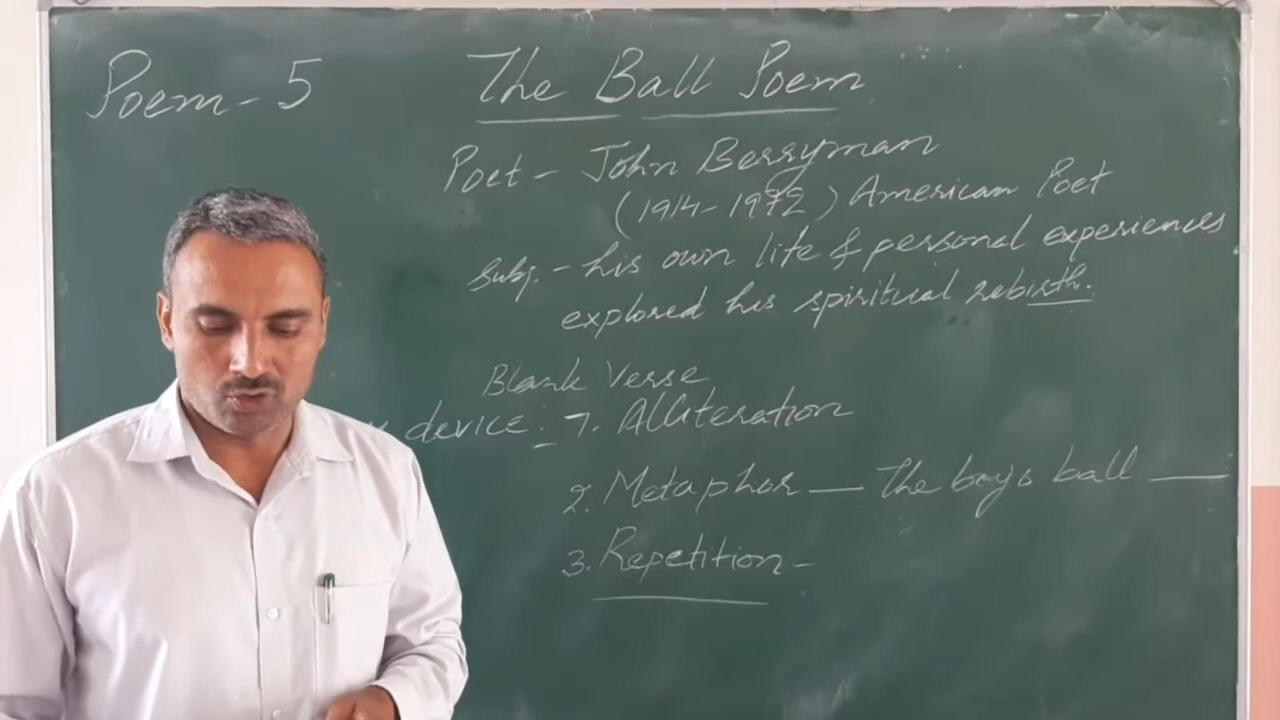 Poem - 5
The Ball Poem
Poet - John Berryman
(1914-1972) American Poet
Subj. - his own life & personal experiences
explored his spiritual rebirth.
Blank Verse
device : 1. Alliteration
2. Metaphor — The boy's ball —
3. Repetition -